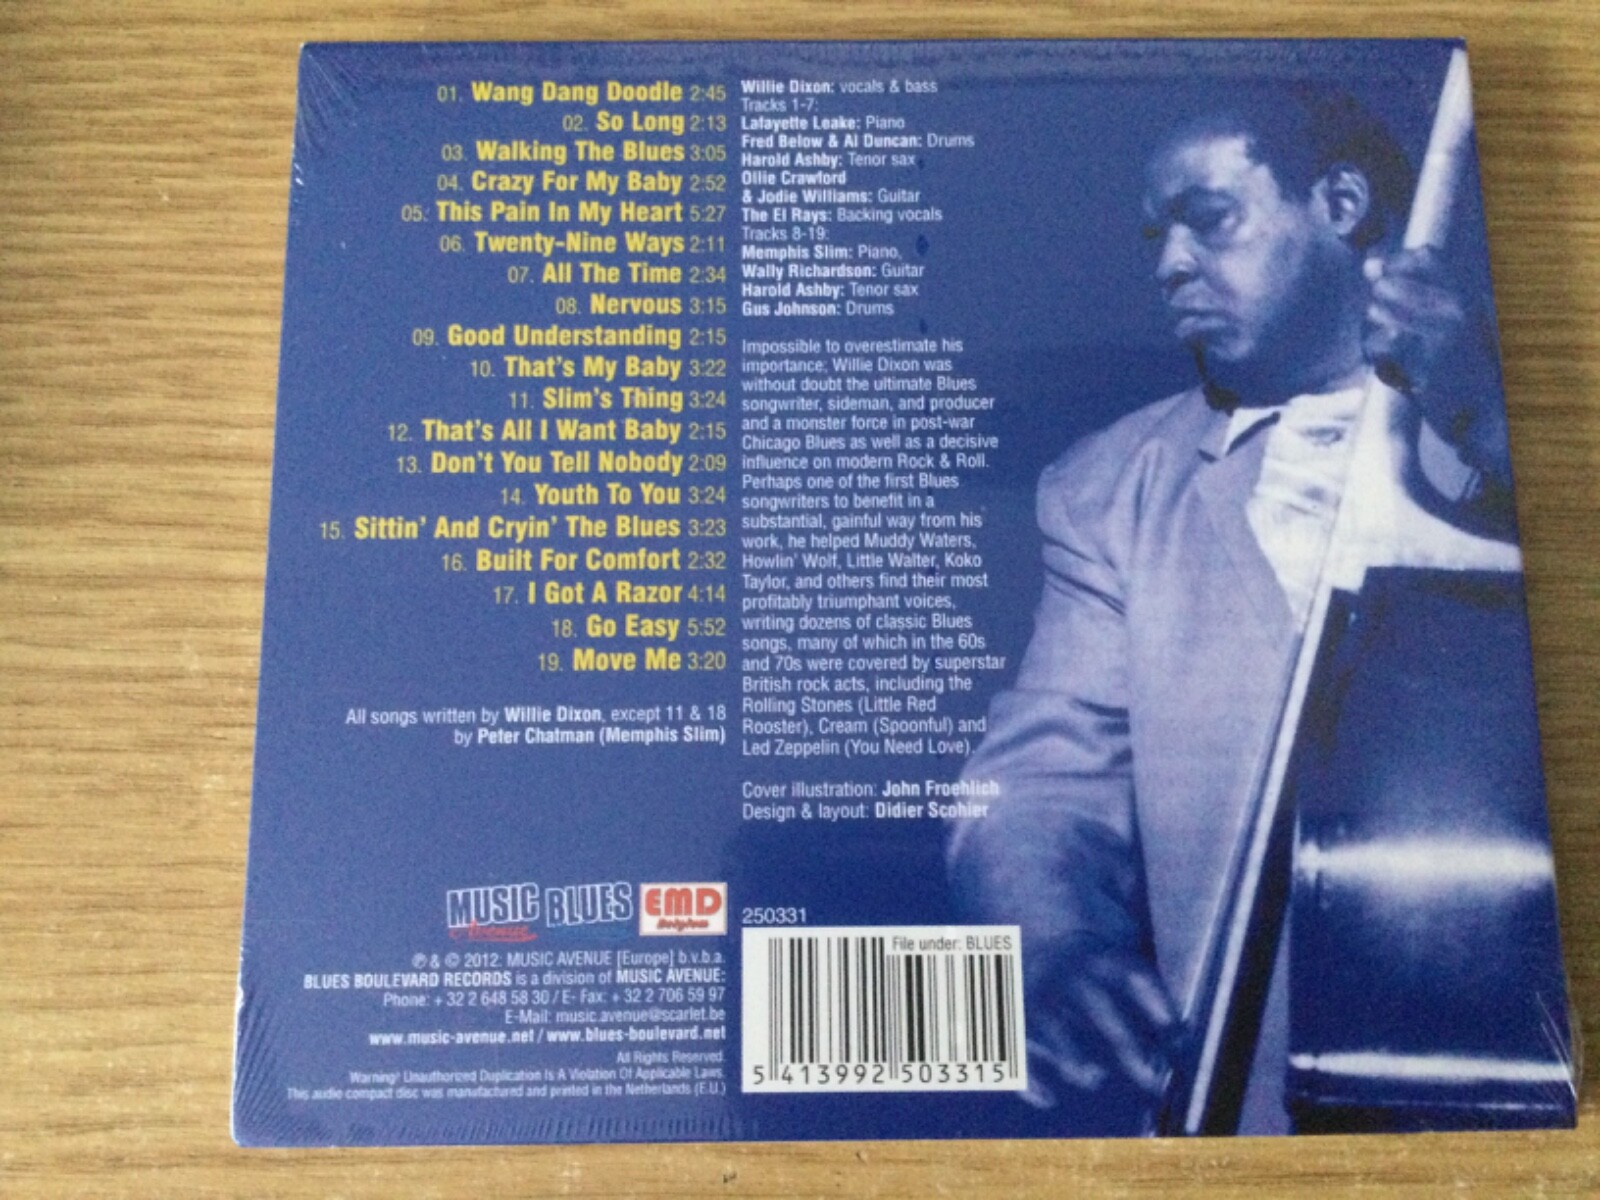 01. Wang Dang Doodle 2:45
02. So Long 2:13
03. Walking The Blues 3:05
04. Crazy For My Baby 2:52
05. This Pain In My Heart 5:27
06. Twenty-Nine Ways 2:11
07. All The Time 2:34
08. Nervous 3:15
09. Good Understanding 2:15
10. That's My Baby 3:22
11. Slim's Thing 3:24
12. That's All I Want Baby 2:15
13. Don't You Tell Nobody 2:09
14. Youth To You 3:24
15. Sittin' And Cryin' The Blues 3:23
16. Built For Comfort 2:32
17. I Got A Razor 4:14
18. Go Easy 5:52
19. Move Me 3:20
All songs written by Willie Dixon, except 11 & 18
by Peter Chatman (Memphis Slim)
Willie Dixon: vocals & bass
Tracks 1-7:
Lafayette Leake: Piano
Fred Below & Al Duncan: Drums
Harold Ashby: Tenor sax
Ollie Crawford
& Jodie Williams: Guitar
The El Rays: Backing vocals
Tracks 8-19:
Memphis Slim: Piano,
Wally Richardson: Guitar
Harold Ashby: Tenor sax
Gus Johnson: Drums
Impossible to overestimate his
importance; Willie Dixon was
without doubt the ultimate Blues
songwriter, sideman, and producer
and a monster force in post-war
Chicago Blues as well as a decisive
influence on modern Rock & Roll.
Perhaps one of the first Blues
songwriters to benefit in a
substantial, gainful way from his
work, he helped Muddy Waters,
Howlin' Wolf, Little Walter, Koko
Taylor, and others find their most
profitably triumphant voices,
writing dozens of classic Blues
songs, many of which in the 60s
and 70s were covered by superstar
British rock acts, including the
Rolling Stones (Little Red
Rooster), Cream (Spoonful) and
Led Zeppelin (You Need Love).
Cover illustration: John Froehlich
Design & layout: Didier Scohier
MUSIC BLUES
Avenue
EMD
Belgium
℗ & © 2012: MUSIC AVENUE [Europe] b.v.b.a.
BLUES BOULEVARD RECORDS is a division of MUSIC AVENUE:
Phone: + 32 2 648 58 30 / E- Fax: + 32 2 706 59 97
E-Mail: music.avenue@scarlet.be
www.music-avenue.net / www.blues-boulevard.net
All Rights Reserved.
Warning! Unauthorized Duplication Is A Violation Of Applicable Laws.
This audio compact disc was manufactured and printed in the Netherlands (E.U.)
250331
File under: BLUES
5 413992 503315